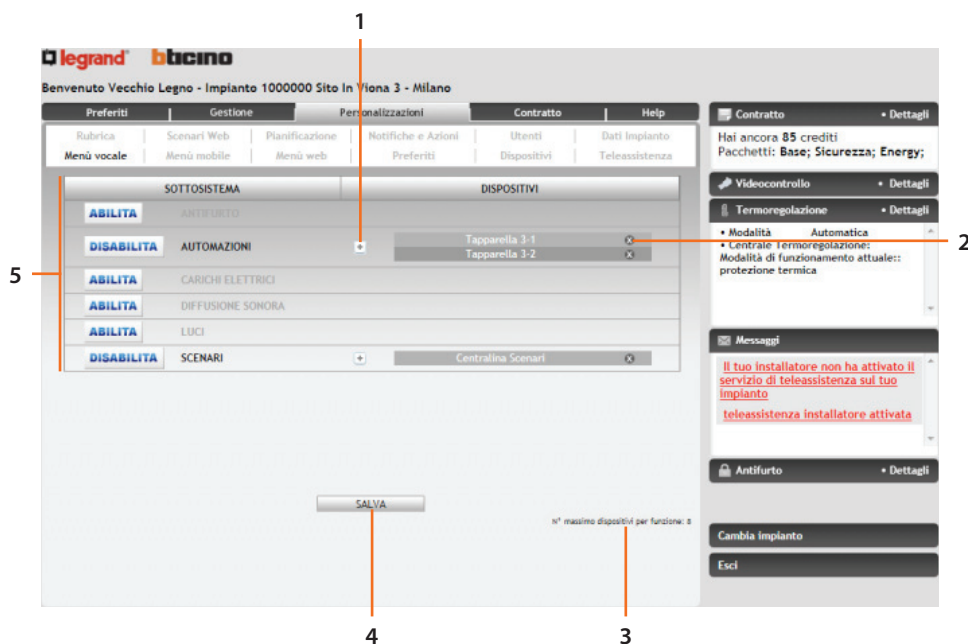 1
legrand bticino
Benvenuto Vecchio Legno - Impianto 1000000 Sito In Viona 3 - Milano
Preferiti Gestione Personalizzazioni Contratto Help
Rubrica Scenari Web Pianificazione Notifiche e Azioni Utenti Dati Impianto
Menù vocale Menù mobile Menù web Preferiti Dispositivi Teleassistenza
SOTTOSISTEMA DISPOSITIVI
ABILITA ANTIFURTO
DISABILITA AUTOMAZIONI + Tapparella 3-1
Tapparella 3-2
ABILITA CARICHI ELETTRICI
ABILITA DIFFUSIONE SONORA
ABILITA LUCI
DISABILITA SCENARI + Centralina Scenari
SALVA
N° massimo dispositivi per funzione: 8
Contratto • Dettagli
Hai ancora 85 crediti
Pacchetti: Base; Sicurezza; Energy;
Videocontrollo • Dettagli
Termoregolazione • Dettagli
• Modalità Automatica
• Centrale Termoregolazione:
Modalità di funzionamento attuale::
protezione termica
Messaggi
Il tuo installatore non ha attivato il
servizio di teleassistenza sul tuo
impianto
teleassistenza installatore attivata
Antifurto • Dettagli
Cambia impianto
Esci
2
5
4
3